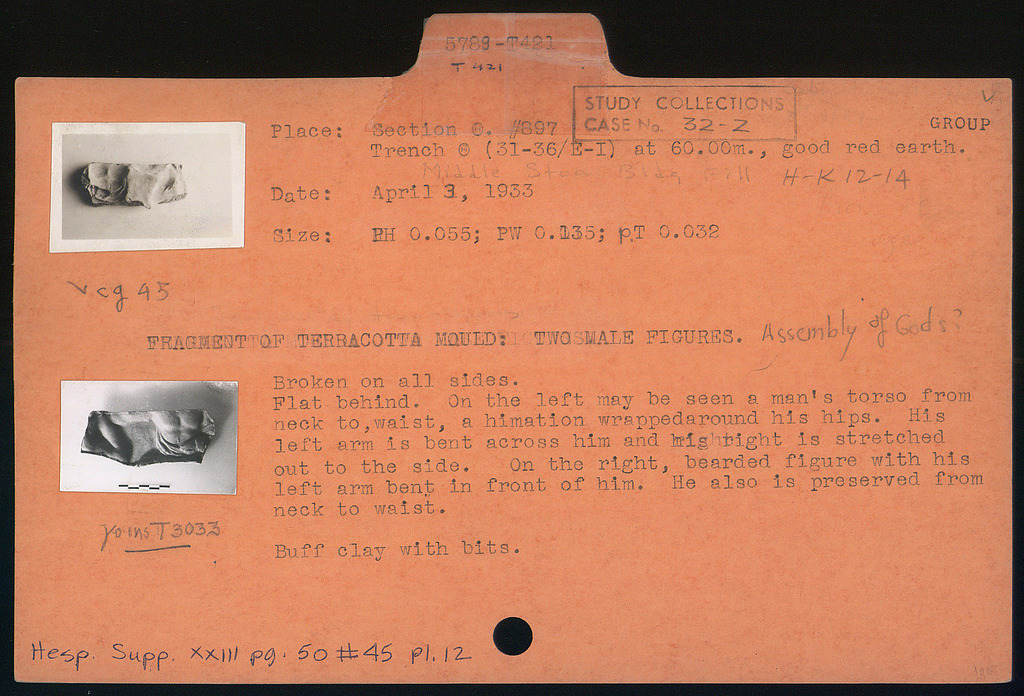 5789-T421
T 421
STUDY COLLECTIONS
CASE No. 32-Z
GROUP
Place: Section Θ. #897
Trench Θ (31-36/E-I) at 60.00m., good red earth.
Middle Stoa Bldg fill H-K 12-14
Date: April 3, 1933
Size: PH 0.055; PW 0.135; pT 0.032
v cg 45
FRAGMENT OF TERRACOTTA MOULD: TWO MALE FIGURES. Assembly of Gods?
Broken on all sides.
Flat behind. On the left may be seen a man's torso from
neck to,waist, a himation wrappedaround his hips. His
left arm is bent across him and his right is stretched
out to the side. On the right, bearded figure with his
left arm bent in front of him. He also is preserved from
neck to waist.
joins T 3033
Buff clay with bits.
Hesp. Supp. XXIII pg. 50 #45 pl. 12